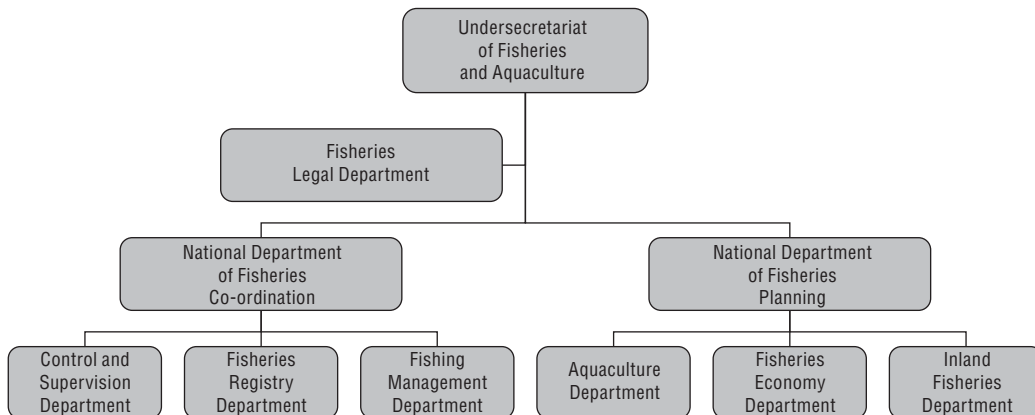 Undersecretariat
of Fisheries
and Aquaculture
Fisheries
Legal Department
National Department
of Fisheries
Co-ordination
National Department
of Fisheries
Planning
Control and
Supervision
Department
Fisheries
Registry
Department
Fishing
Management
Department
Aquaculture
Department
Fisheries
Economy
Department
Inland
Fisheries
Department